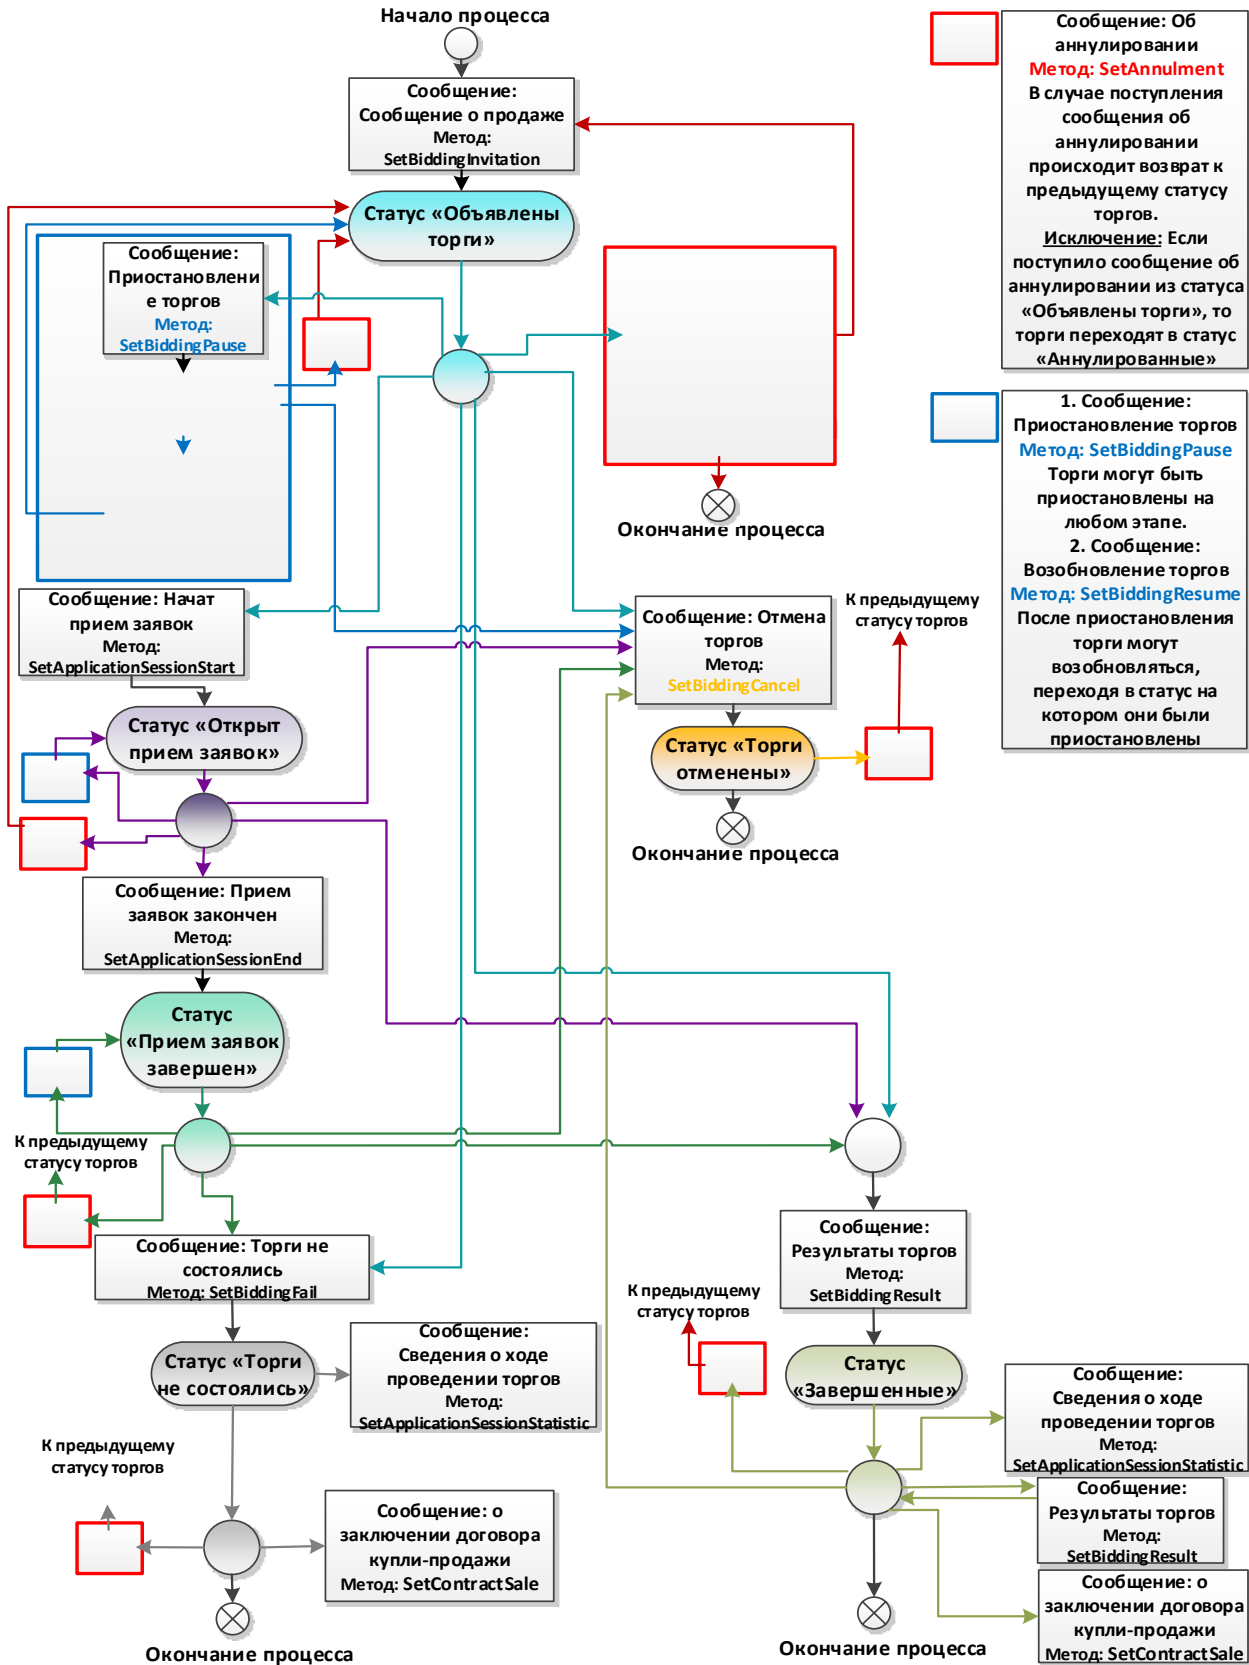 Начало процесса
Сообщение:
Сообщение о продаже
Метод:
SetBiddingInvitation
Статус «Объявлены
торги»
Сообщение:
Приостановлени
е торгов
Метод:
SetBiddingPause
Окончание процесса
Сообщение: Об
аннулировании
Метод: SetAnnulment
В случае поступления
сообщения об
аннулировании
происходит возврат к
предыдущему статусу
торгов.
Исключение: Если
поступило сообщение об
аннулировании из статуса
«Объявлены торги», то
торги переходят в статус
«Аннулированные»
1. Сообщение:
Приостановление торгов
Метод: SetBiddingPause
Торги могут быть
приостановлены на
любом этапе.
2. Сообщение:
Возобновление торгов
Метод: SetBiddingResume
После приостановления
торги могут
возобновляться,
переходя в статус на
котором они были
приостановлены
Сообщение: Начат
прием заявок
Метод:
SetApplicationSessionStart
Сообщение: Отмена
торгов
Метод:
SetBiddingCancel
К предыдущему
статусу торгов
Статус «Открыт
прием заявок»
Статус «Торги
отменены»
Окончание процесса
Сообщение: Прием
заявок закончен
Метод:
SetApplicationSessionEnd
Статус
«Прием заявок
завершен»
К предыдущему
статусу торгов
Сообщение: Торги не
состоялись
Метод: SetBiddingFail
Сообщение:
Результаты торгов
Метод:
SetBiddingResult
К предыдущему
статусу торгов
Статус «Торги
не состоялись»
Сообщение:
Сведения о ходе
проведении торгов
Метод:
SetApplicationSessionStatistic
Статус
«Завершенные»
Сообщение:
Сведения о ходе
проведении торгов
Метод:
SetApplicationSessionStatistic
К предыдущему
статусу торгов
Сообщение: о
заключении договора
купли-продажи
Метод: SetContractSale
Сообщение:
Результаты торгов
Метод:
SetBiddingResult
Сообщение: о
заключении договора
купли-продажи
Метод: SetContractSale
Окончание процесса
Окончание процесса